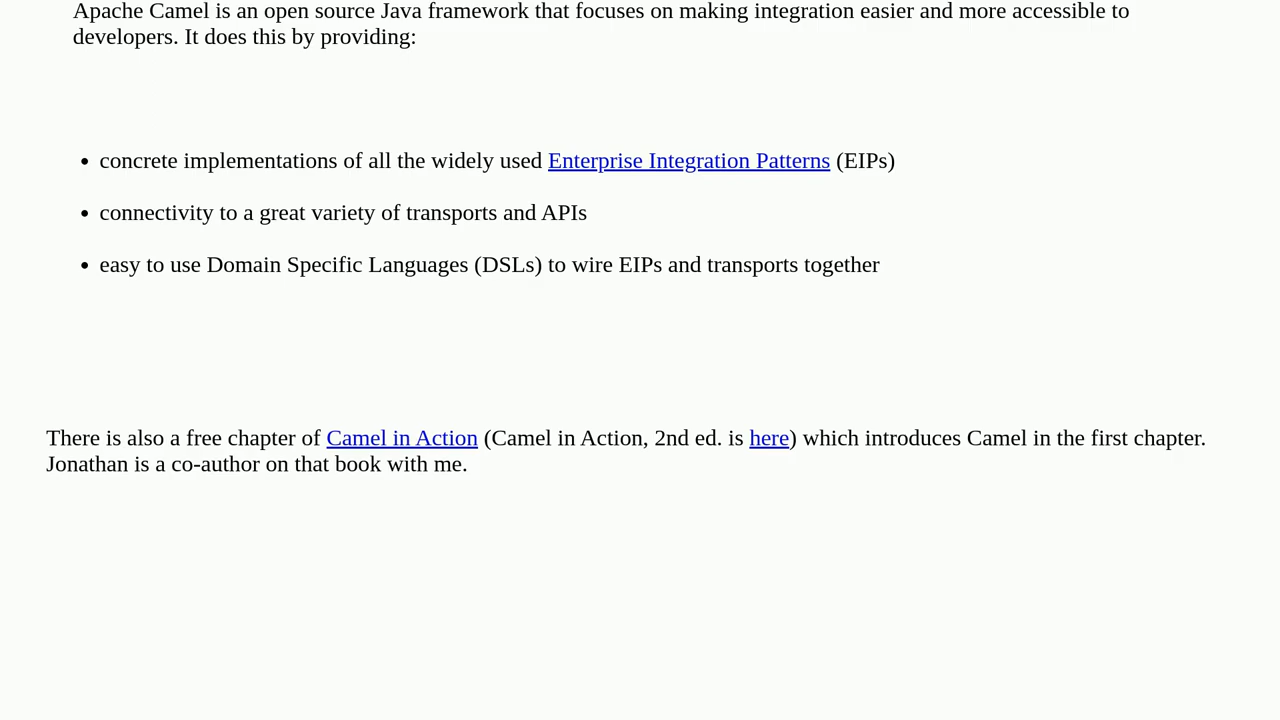 Apache Camel is an open source Java framework that focuses on making integration easier and more accessible to
developers. It does this by providing:
• concrete implementations of all the widely used Enterprise Integration Patterns (EIPs)
• connectivity to a great variety of transports and APIs
• easy to use Domain Specific Languages (DSLs) to wire EIPs and transports together
There is also a free chapter of Camel in Action (Camel in Action, 2nd ed. is here) which introduces Camel in the first chapter.
Jonathan is a co-author on that book with me.